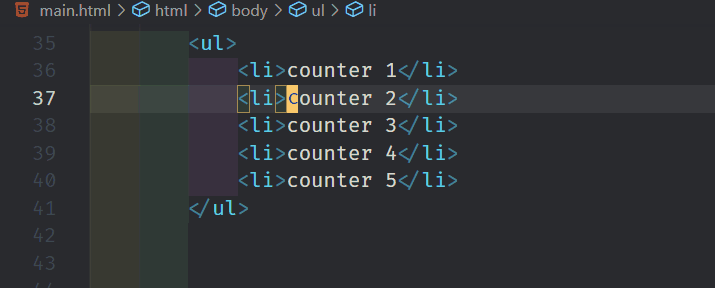 main.html > html > body > ul > li
35 <ul>
36 <li>counter 1</li>
37 <li>counter 2</li>
38 <li>counter 3</li>
39 <li>counter 4</li>
40 <li>counter 5</li>
41 </ul>
42
43